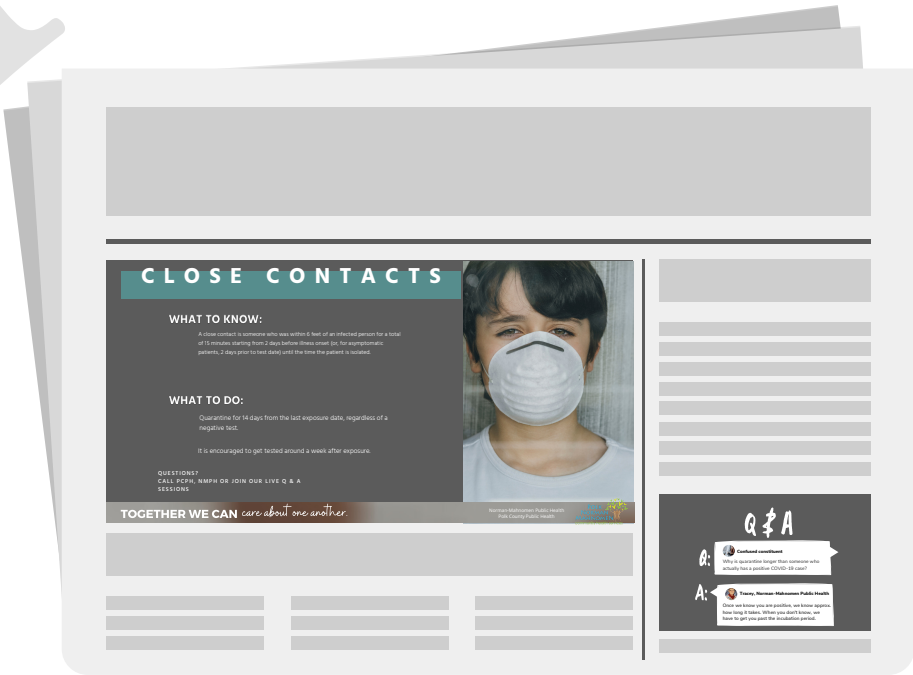 CLOSE CONTACTS
WHAT TO KNOW:
A close contact is someone who was within 6 feet of an infected person for a total
of 15 minutes starting from 2 days before illness onset (or, for asymptomatic
patients, 2 days prior to test date) until the time the patient is isolated.
WHAT TO DO:
Quarantine for 14 days from the last exposure date, regardless of a
negative test.
It is encouraged to get tested around a week after exposure.
QUESTIONS?
CALL PCPH, NMPH OR JOIN OUR LIVE Q & A
SESSIONS
TOGETHER WE CAN care about one another.
Norman-Mahnomen Public Health
Polk County Public Health
Q & A
Q: Confused constituent
Why is quarantine longer than someone who
actually has a positive COVID-19 case?
A: Tracey, Norman-Mahnomen Public Health
Once we know you are positive, we know approx.
how long it takes. When you don't know, we
have to get you past the incubation period.